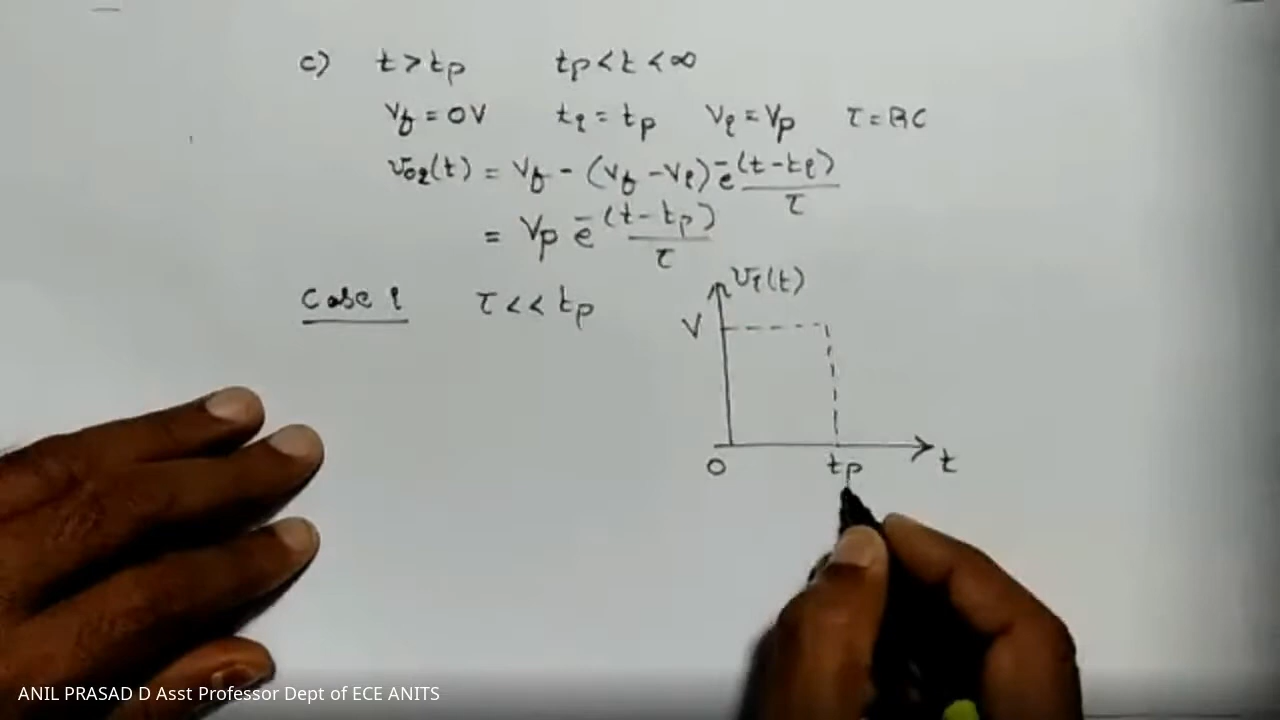 c) t > tp tp < t < ∞
Vf = 0V ti = tp Vi = Vp τ = RC
vo2(t) = Vf - (Vf - Vi) e^-(t - ti)/τ
= Vp e^-(t - tp)/τ
Case 1 τ << tp
vi(t)
V
0 tp t
ANIL PRASAD D Asst Professor Dept of ECE ANITS